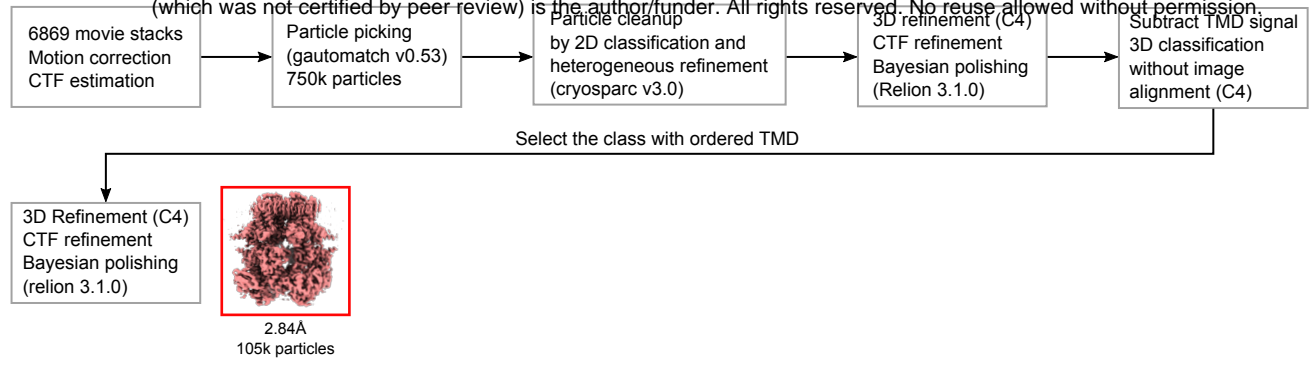 (which was not certified by peer review) is the author/funder. All rights reserved. No reuse allowed without permission.
6869 movie stacks
Motion correction
CTF estimation
Particle picking
(gautomatch v0.53)
750k particles
Particle cleanup
by 2D classification and
heterogeneous refinement
(cryosparc v3.0)
3D refinement (C4)
CTF refinement
Bayesian polishing
(Relion 3.1.0)
Subtract TMD signal
3D classification
without image
alignment (C4)
Select the class with ordered TMD
3D Refinement (C4)
CTF refinement
Bayesian polishing
(relion 3.1.0)
2.84Å
105k particles